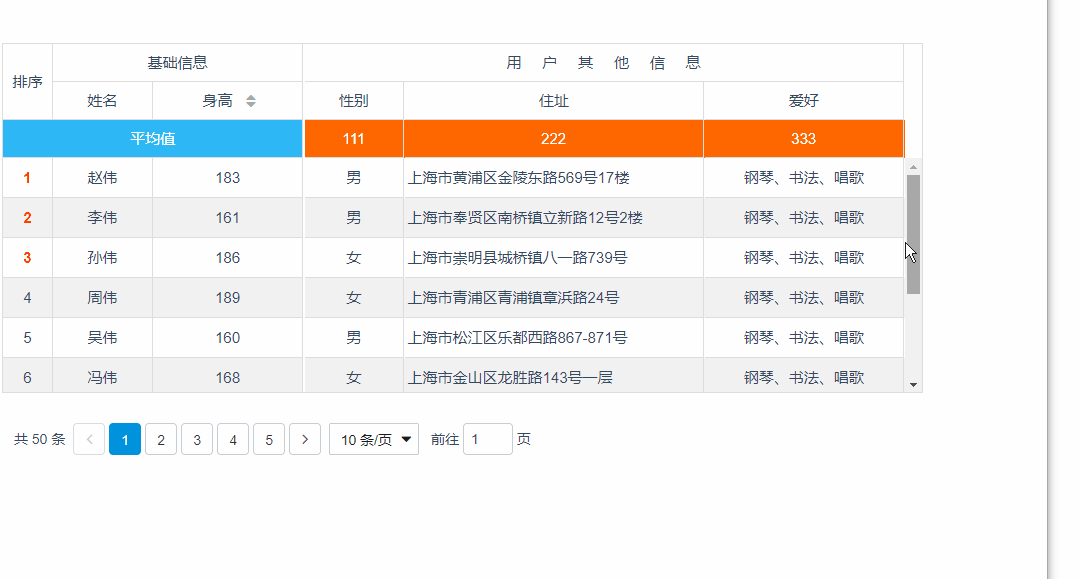 排序 基础信息 用 户 其 他 信 息
姓名 身高 性别 住址 爱好
平均值 111 222 333
1 赵伟 183 男 上海市黄浦区金陵东路569号17楼 钢琴、书法、唱歌
2 李伟 161 男 上海市奉贤区南桥镇立新路12号2楼 钢琴、书法、唱歌
3 孙伟 186 女 上海市崇明县城桥镇八一路739号 钢琴、书法、唱歌
4 周伟 189 女 上海市青浦区青浦镇章浜路24号 钢琴、书法、唱歌
5 吴伟 160 男 上海市松江区乐都西路867-871号 钢琴、书法、唱歌
6 冯伟 168 女 上海市金山区龙胜路143号一层 钢琴、书法、唱歌
共 50 条 < 1 2 3 4 5 > 10 条/页 前往 1 页